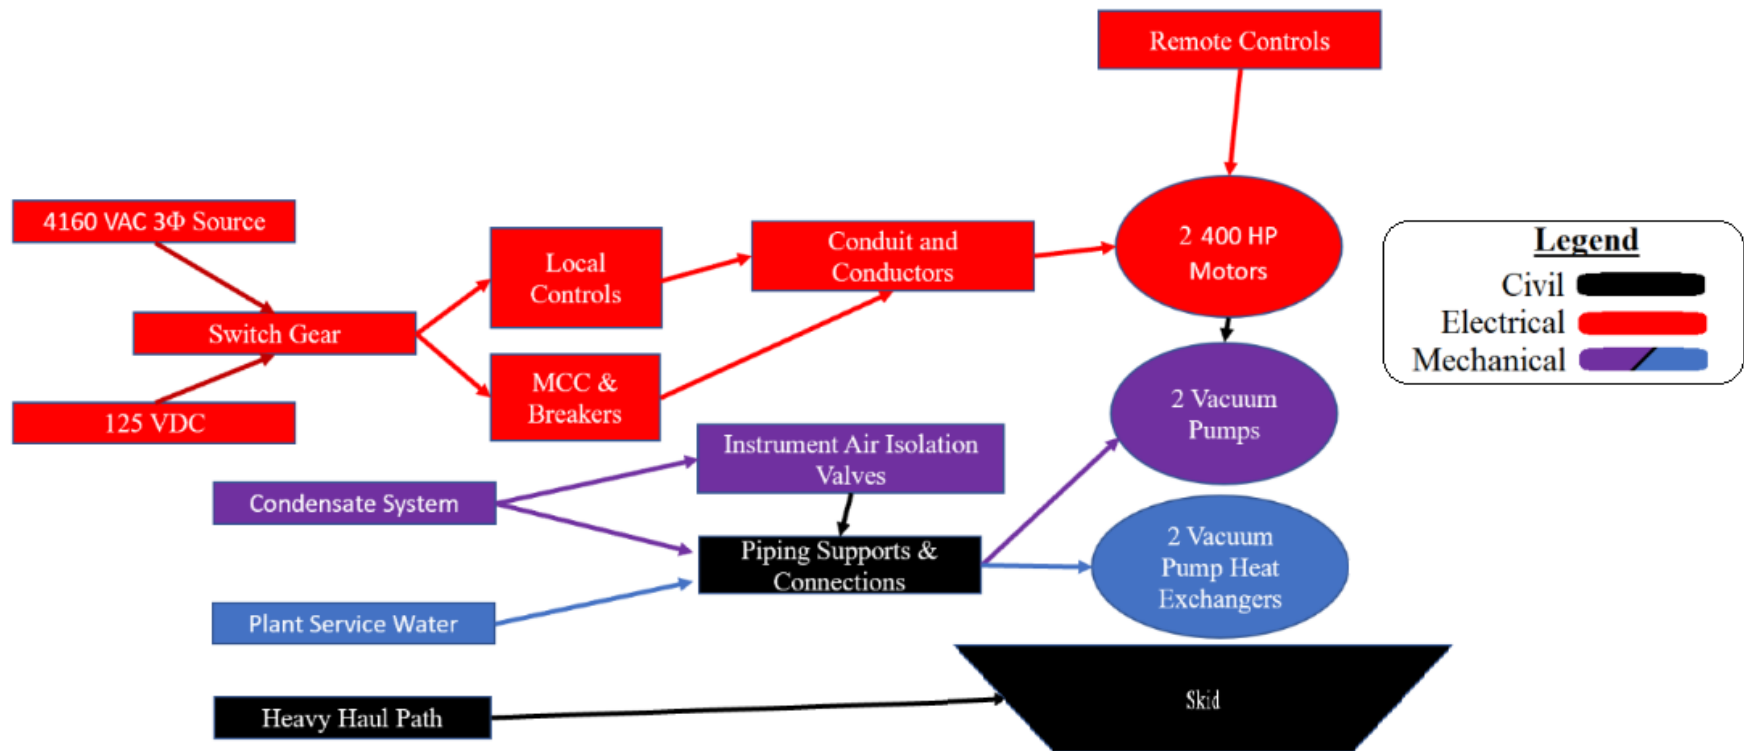 Remote Controls
4160 VAC 3Φ Source
Switch Gear
125 VDC
Local
Controls
MCC &
Breakers
Conduit and
Conductors
2 400 HP
Motors
Legend
Civil
Electrical
Mechanical
2 Vacuum
Pumps
Instrument Air Isolation
Valves
Condensate System
Piping Supports &
Connections
2 Vacuum
Pump Heat
Exchangers
Plant Service Water
Heavy Haul Path
Skid